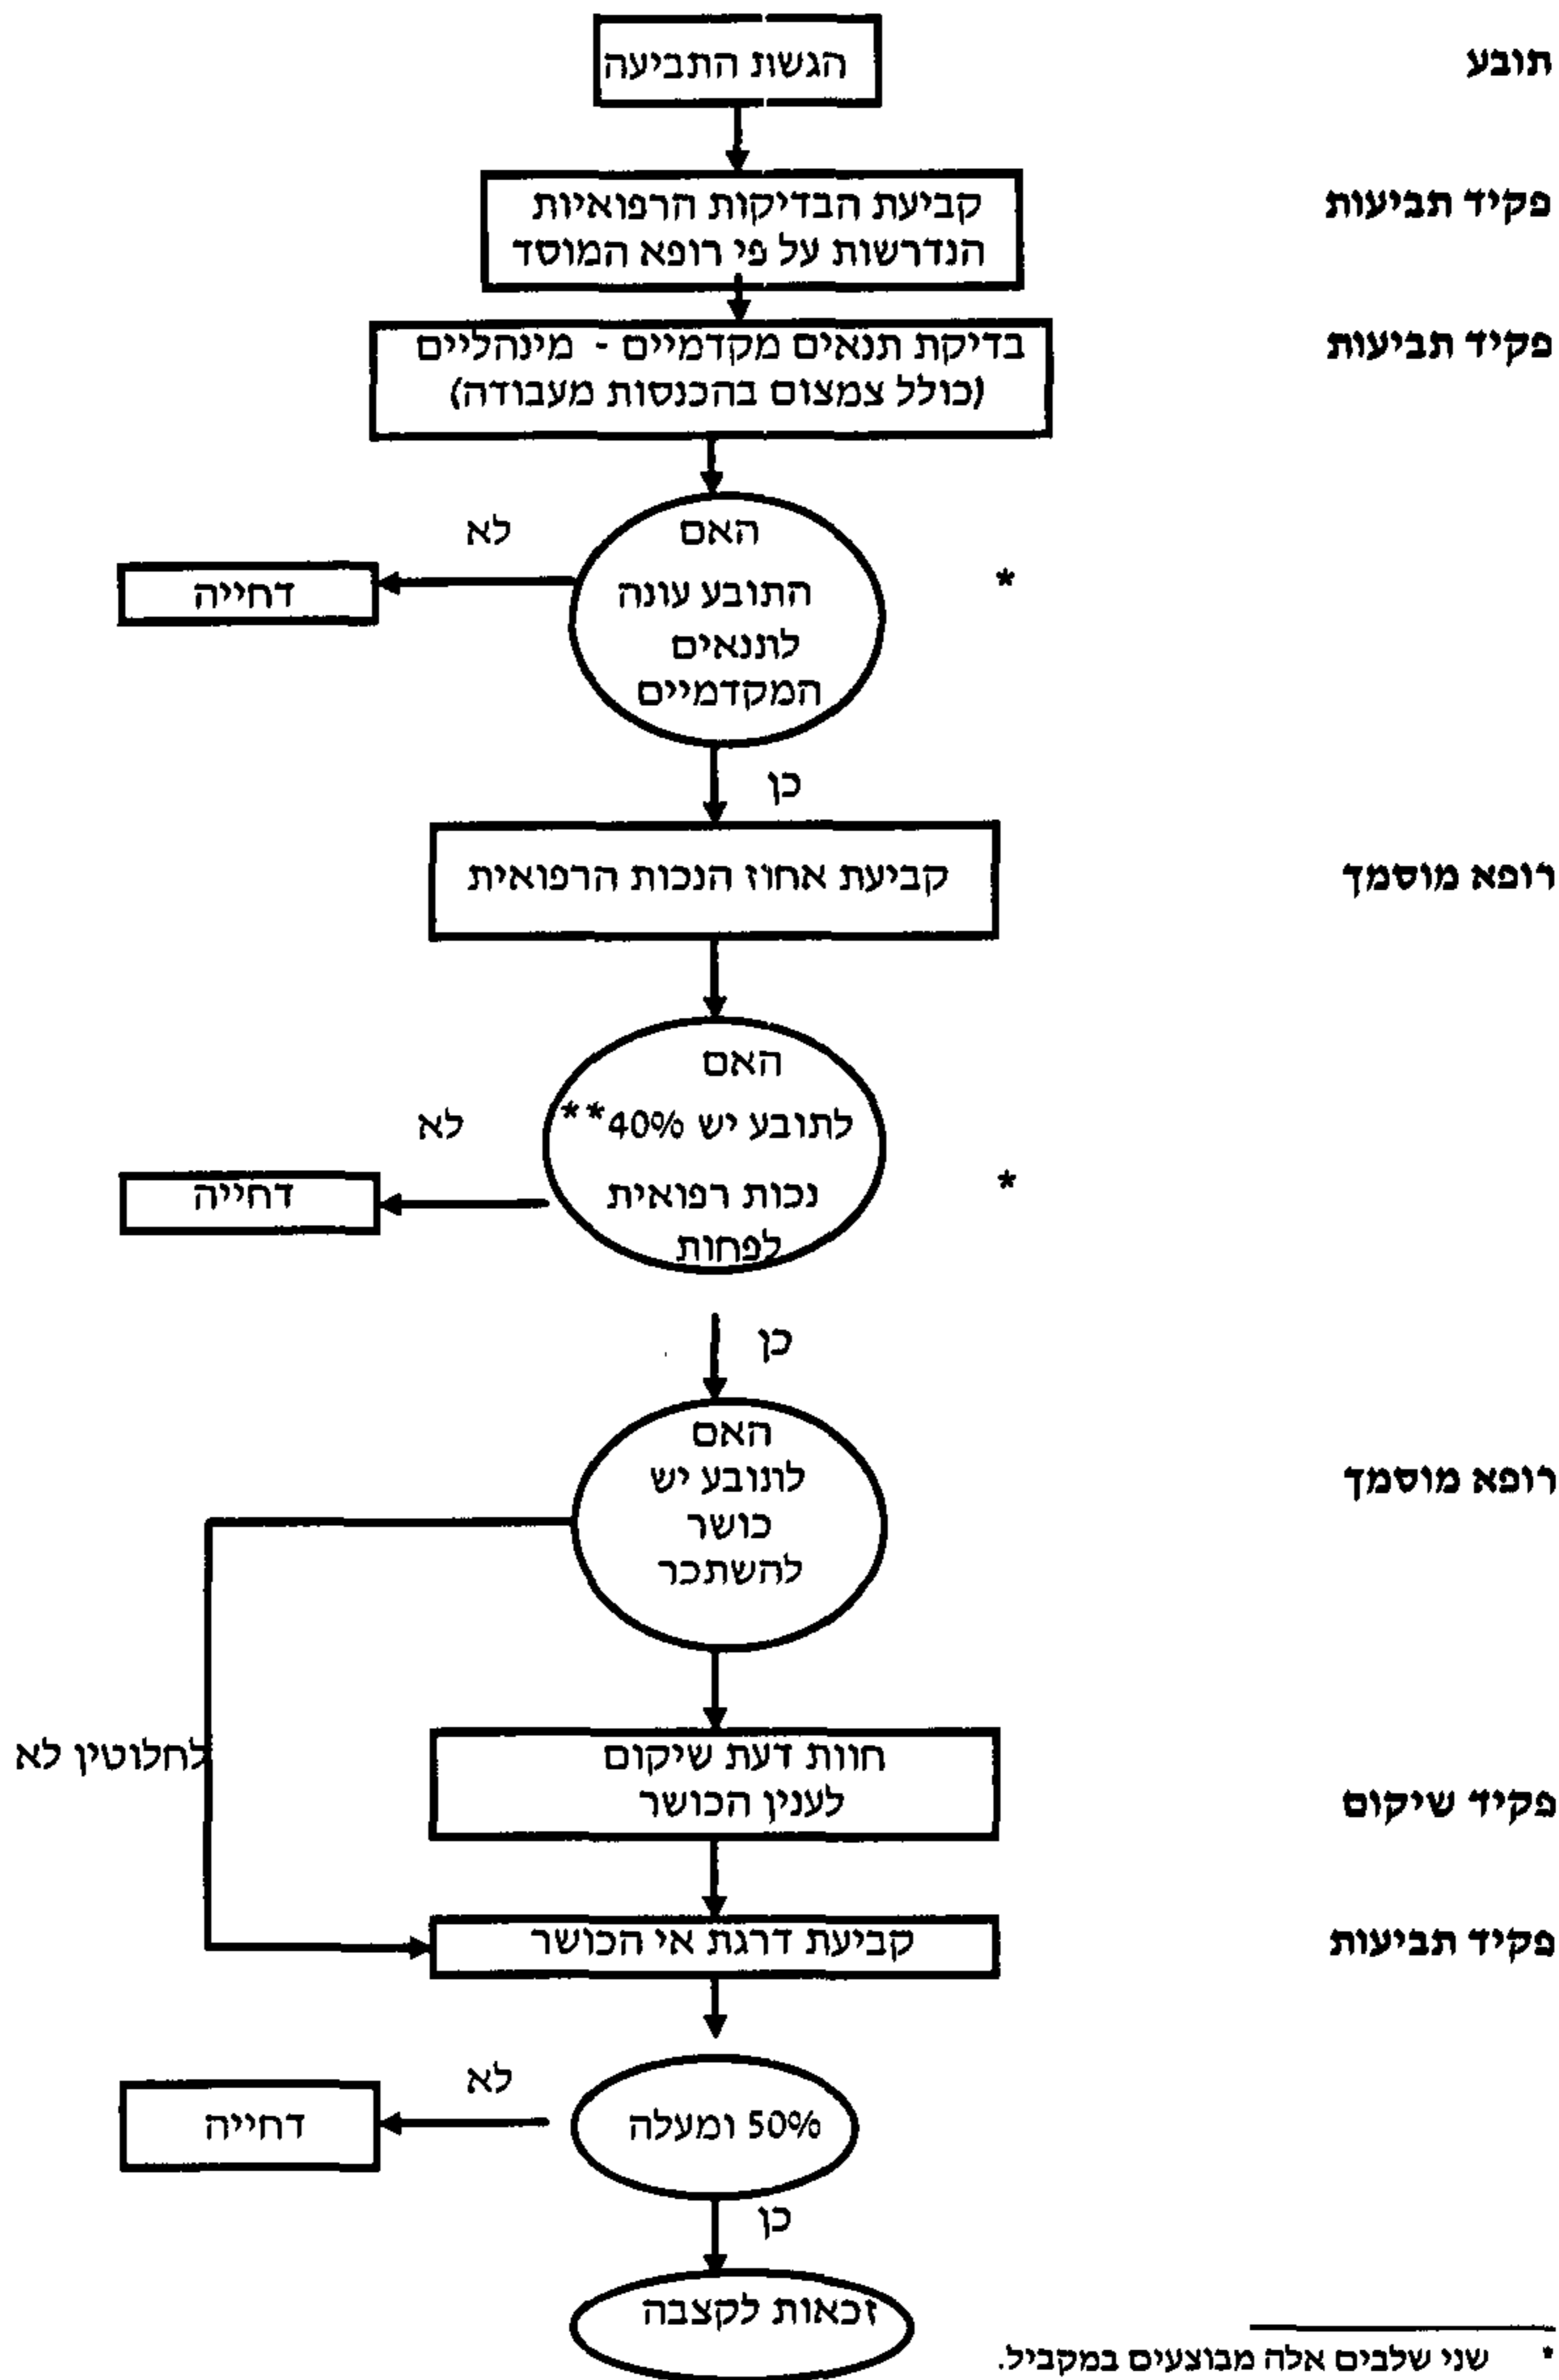 תובע
הגשת התביעה
פקיד תביעות
קביעת הבדיקות הרפואיות
הנדרשות על פי רופא המוסד
פקיד תביעות
בדיקת תנאים מקדמיים - מינהליים
(כולל צמצום בהכנסות מעבודה)
האם
התובע עונה
לתנאים
המקדמיים
*
לא
דחייה
כן
רופא מוסמך
קביעת אחוז הנכות הרפואית
האם
לתובע יש 40%**
נכות רפואית
לפחות
*
לא
דחייה
כן
רופא מוסמך
האם
לתובע יש
כושר
להשתכר
לחלוטין לא
פקיד שיקום
חוות דעת שיקום
לענין הכושר
פקיד תביעות
קביעת דרגת אי הכושר
50% ומעלה
לא
דחייה
כן
זכאות לקצבה
* שני שלבים אלה מבוצעים במקביל.